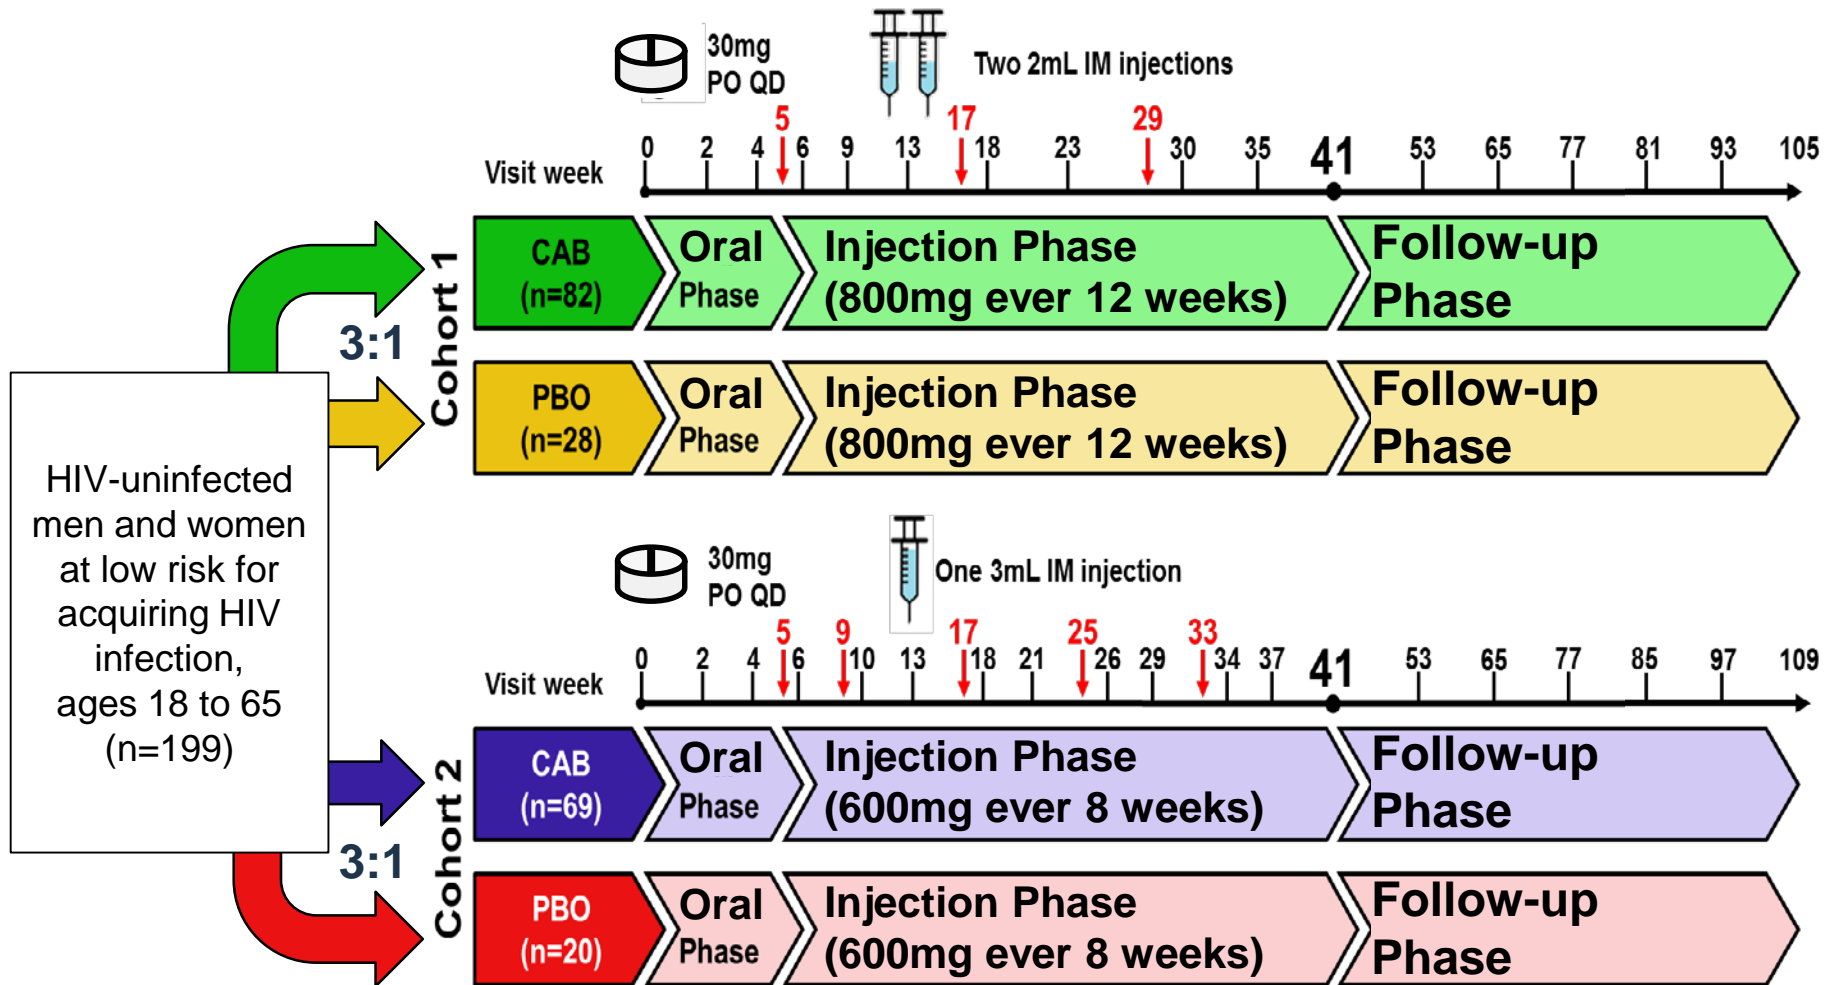 30mg
PO QD
Two 2mL IM injections
5 17 29
Visit week
0 2 4 6 9 13 18 23 30 35 41 53 65 77 81 93 105
Cohort 1
3:1
CAB
(n=82)
Oral
Phase
Injection Phase
(800mg ever 12 weeks)
Follow-up
Phase
PBO
(n=28)
Oral
Phase
Injection Phase
(800mg ever 12 weeks)
Follow-up
Phase
HIV-uninfected
men and women
at low risk for
acquiring HIV
infection,
ages 18 to 65
(n=199)
30mg
PO QD
One 3mL IM injection
5 9 17 25 33
Visit week
0 2 4 6 10 13 18 21 26 29 34 37 41 53 65 77 85 97 109
Cohort 2
3:1
CAB
(n=69)
Oral
Phase
Injection Phase
(600mg ever 8 weeks)
Follow-up
Phase
PBO
(n=20)
Oral
Phase
Injection Phase
(600mg ever 8 weeks)
Follow-up
Phase